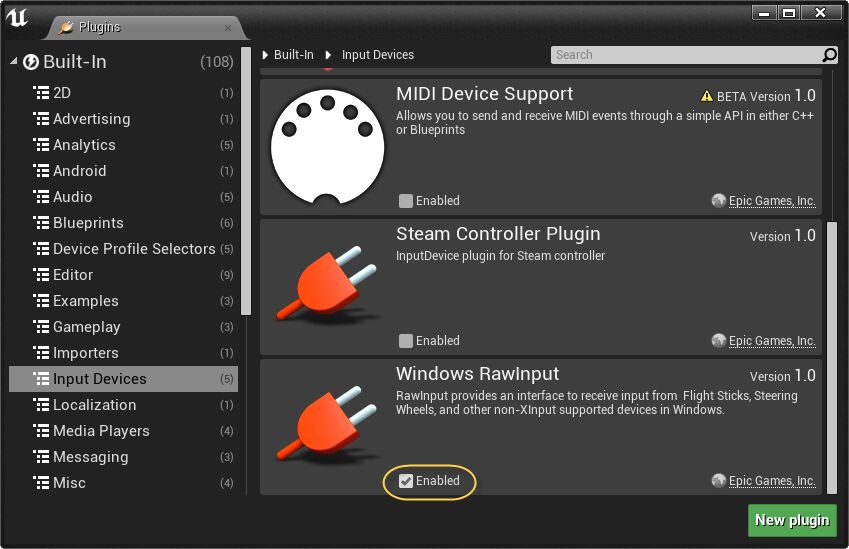 Plugins
Built-In (108)
2D (1)
Advertising (1)
Analytics (5)
Android (1)
Audio (5)
Blueprints (6)
Device Profile Selectors (5)
Editor (9)
Examples (3)
Gameplay (3)
Importers (1)
Input Devices (5)
Localization (1)
Media Players (4)
Messaging (3)
Misc (4)
Built-In Input Devices
Search
MIDI Device Support
BETA Version 1.0
Allows you to send and receive MIDI events through a simple API in either C++
or Blueprints
Enabled
Epic Games, Inc.
Steam Controller Plugin
Version 1.0
InputDevice plugin for Steam controller
Enabled
Epic Games, Inc.
Windows RawInput
Version 1.0
RawInput provides an interface to receive input from Flight Sticks, Steering
Wheels, and other non-XInput supported devices in Windows.
Enabled
Epic Games, Inc.
New plugin